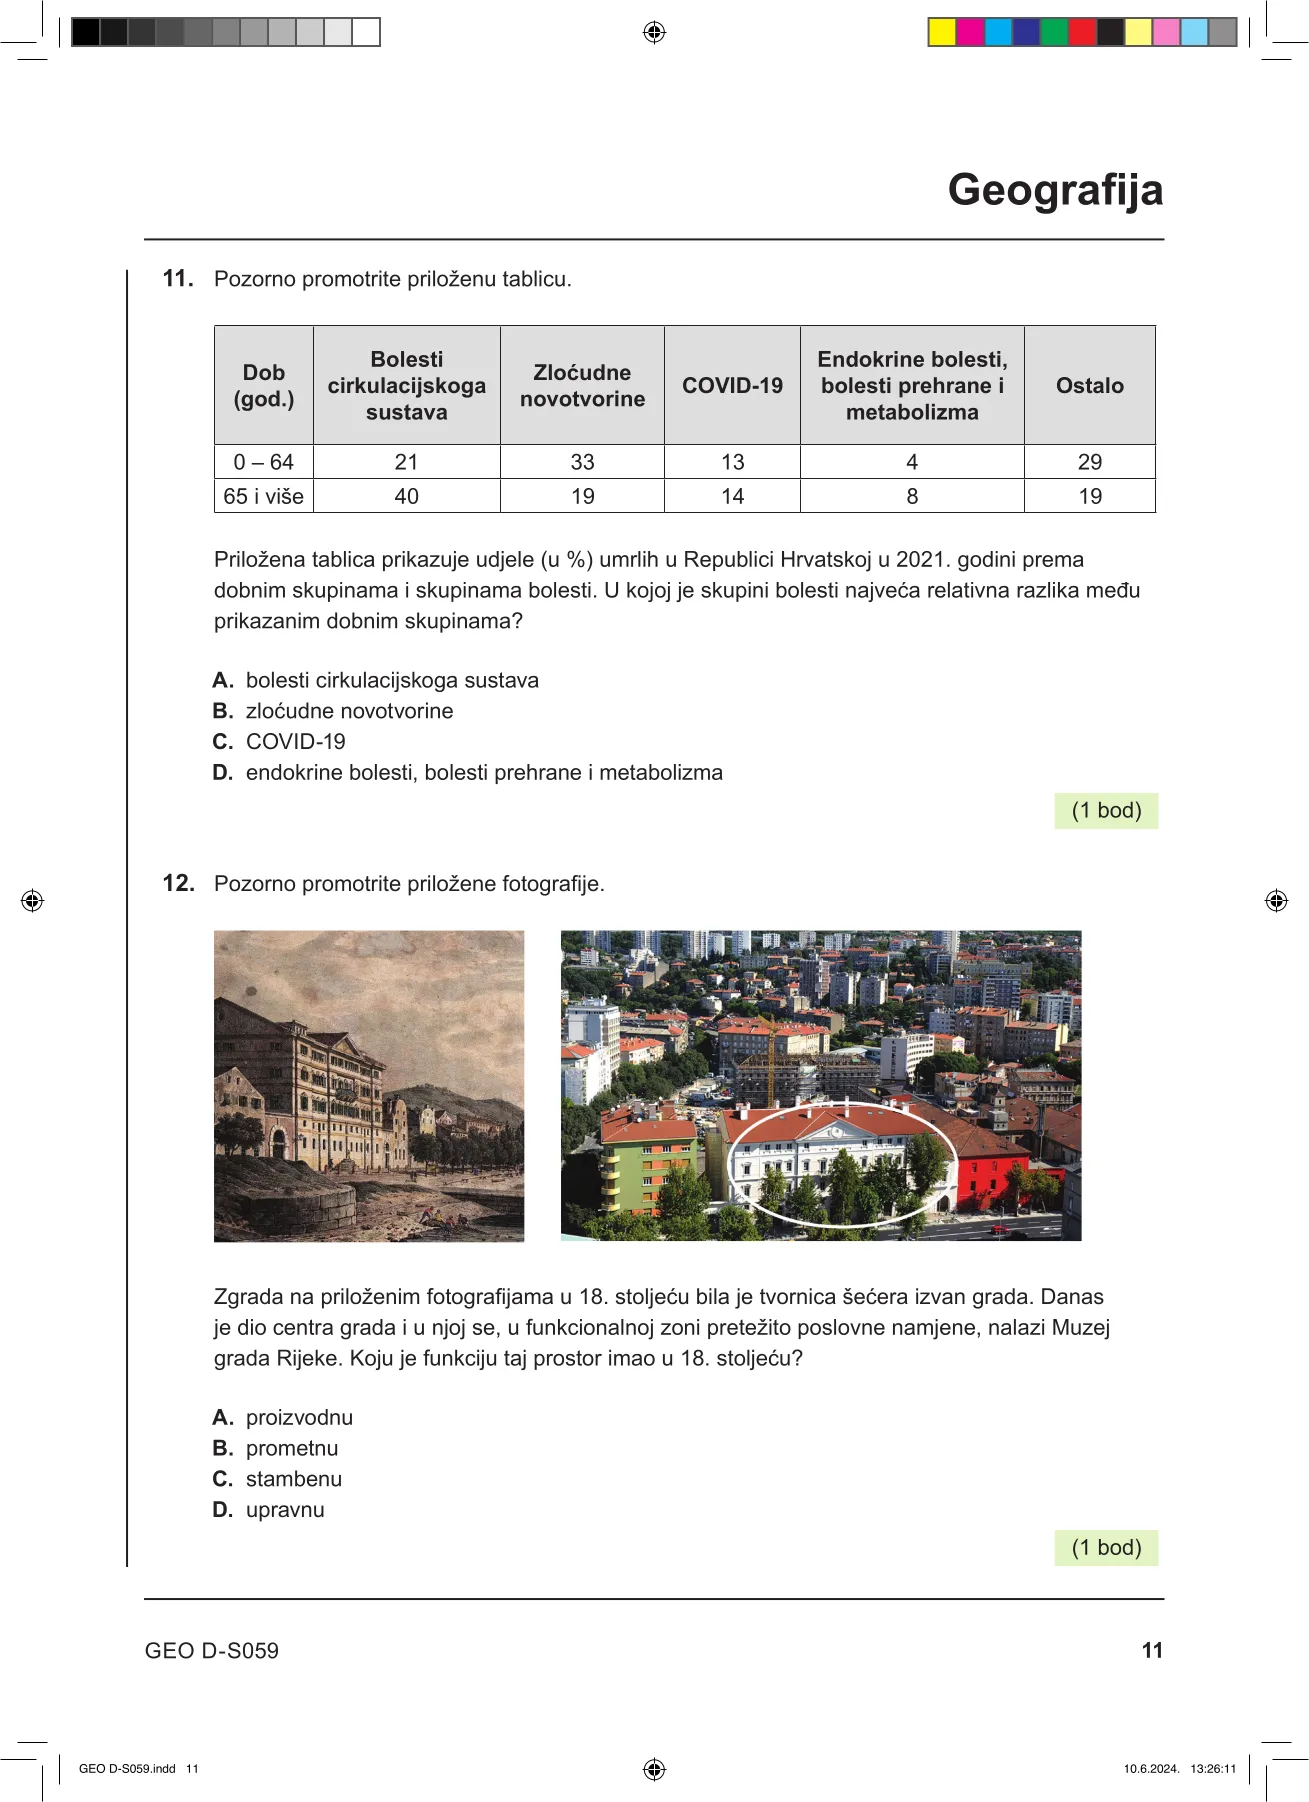 Geografija
11. Pozorno promotrite priloženu tablicu.
Dob (god.) Bolesti cirkulacijskoga sustava Zloćudne novotvorine COVID-19 Endokrine bolesti, bolesti prehrane i metabolizma Ostalo
0 – 64 21 33 13 4 29
65 i više 40 19 14 8 19
Priložena tablica prikazuje udjele (u %) umrlih u Republici Hrvatskoj u 2021. godini prema
dobnim skupinama i skupinama bolesti. U kojoj je skupini bolesti najveća relativna razlika među
prikazanim dobnim skupinama?
A. bolesti cirkulacijskoga sustava
B. zloćudne novotvorine
C. COVID-19
D. endokrine bolesti, bolesti prehrane i metabolizma
(1 bod)
12. Pozorno promotrite priložene fotografije.
Zgrada na priloženim fotografijama u 18. stoljeću bila je tvornica šećera izvan grada. Danas
je dio centra grada i u njoj se, u funkcionalnoj zoni pretežito poslovne namjene, nalazi Muzej
grada Rijeke. Koju je funkciju taj prostor imao u 18. stoljeću?
A. proizvodnu
B. prometnu
C. stambenu
D. upravnu
(1 bod)
GEO D-S059 11
GEO D-S059.indd 11 10.6.2024. 13:26:11